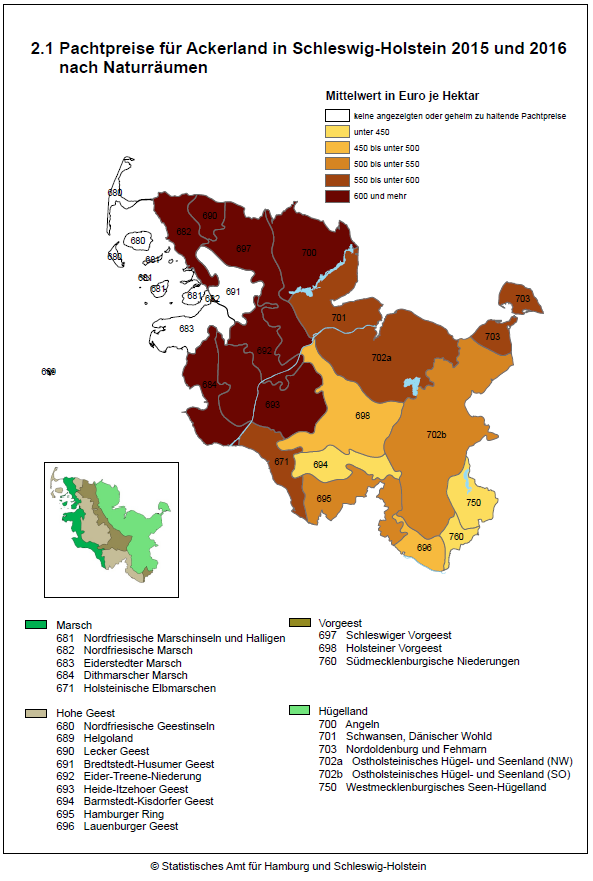 2.1 Pachtpreise für Ackerland in Schleswig-Holstein 2015 und 2016
nach Naturräumen
Mittelwert in Euro je Hektar
keine angezeigten oder geheim zu haltende Pachtpreise
unter 450
450 bis unter 500
500 bis unter 550
550 bis unter 600
600 und mehr
680
690
682
680
697
700
680
681
681
681
681
682
691
703
701
683
703
692
702a
689
684
693
698
702b
671
694
695
750
760
696
Marsch
681 Nordfriesische Marschinseln und Halligen
682 Nordfriesische Marsch
683 Eiderstedter Marsch
684 Dithmarscher Marsch
671 Holsteinische Elbmarschen
Hohe Geest
680 Nordfriesische Geestinseln
689 Helgoland
690 Lecker Geest
691 Bredtstedt-Husumer Geest
692 Eider-Treene-Niederung
693 Heide-Itzehoer Geest
694 Barmstedt-Kisdorfer Geest
695 Hamburger Ring
696 Lauenburger Geest
Vorgeest
697 Schleswiger Vorgeest
698 Holsteiner Vorgeest
760 Südmecklenburgische Niederungen
Hügelland
700 Angeln
701 Schwansen, Dänischer Wohld
703 Nordoldenburg und Fehmarn
702a Ostholsteinisches Hügel- und Seenland (NW)
702b Ostholsteinisches Hügel- und Seenland (SO)
750 Westmecklenburgisches Seen-Hügelland
© Statistisches Amt für Hamburg und Schleswig-Holstein